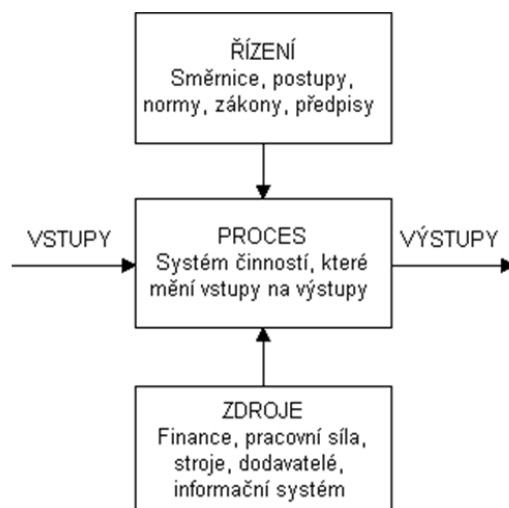 ŘÍZENÍ
Směrnice, postupy,
normy, zákony, předpisy
VSTUPY
PROCES
Systém činností, které
mění vstupy na výstupy
VÝSTUPY
ZDROJE
Finance, pracovní síla,
stroje, dodavatelé,
informační systém